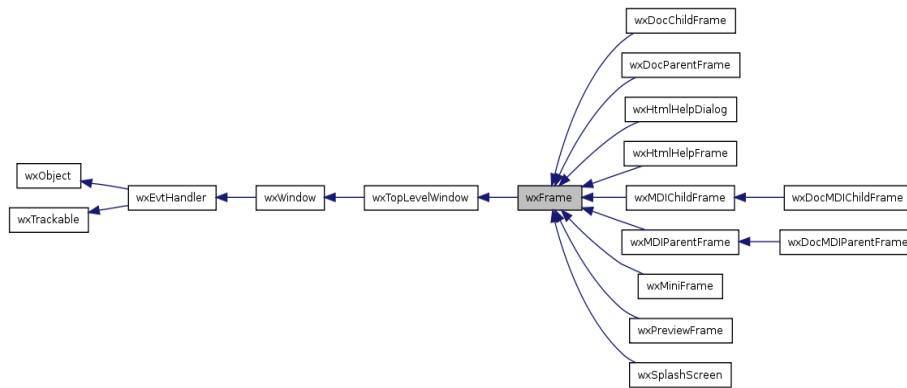 wxDocChildFrame
wxDocParentFrame
wxHtmlHelpDialog
wxHtmlHelpFrame
wxObject
wxTrackable
wxEvtHandler
wxWindow
wxTopLevelWindow
wxFrame
wxMDIChildFrame
wxDocMDIChildFrame
wxMDIParentFrame
wxDocMDIParentFrame
wxMiniFrame
wxPreviewFrame
wxSplashScreen